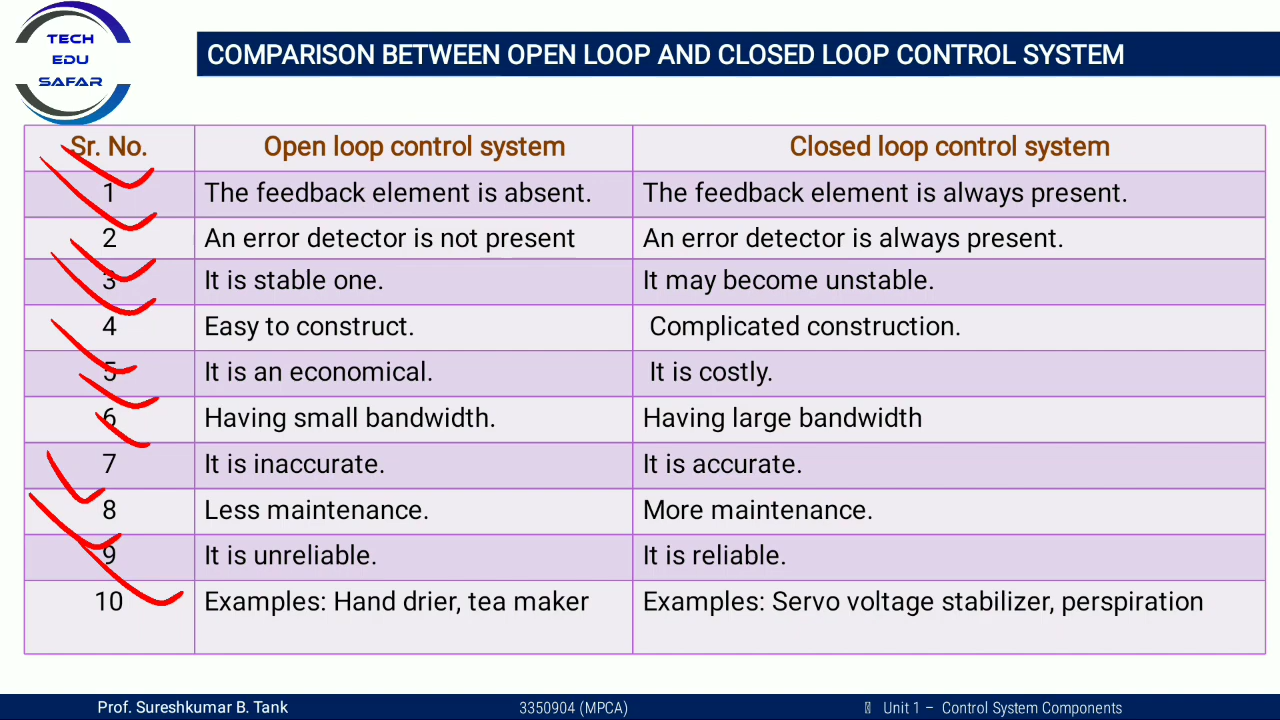 TECH
EDU
SAFAR
COMPARISON BETWEEN OPEN LOOP AND CLOSED LOOP CONTROL SYSTEM
Sr. No. Open loop control system Closed loop control system
1 The feedback element is absent. The feedback element is always present.
2 An error detector is not present An error detector is always present.
3 It is stable one. It may become unstable.
4 Easy to construct. Complicated construction.
5 It is an economical. It is costly.
6 Having small bandwidth. Having large bandwidth
7 It is inaccurate. It is accurate.
8 Less maintenance. More maintenance.
9 It is unreliable. It is reliable.
10 Examples: Hand drier, tea maker Examples: Servo voltage stabilizer, perspiration
Prof. Sureshkumar B. Tank 3350904 (MPCA) Unit 1 – Control System Components